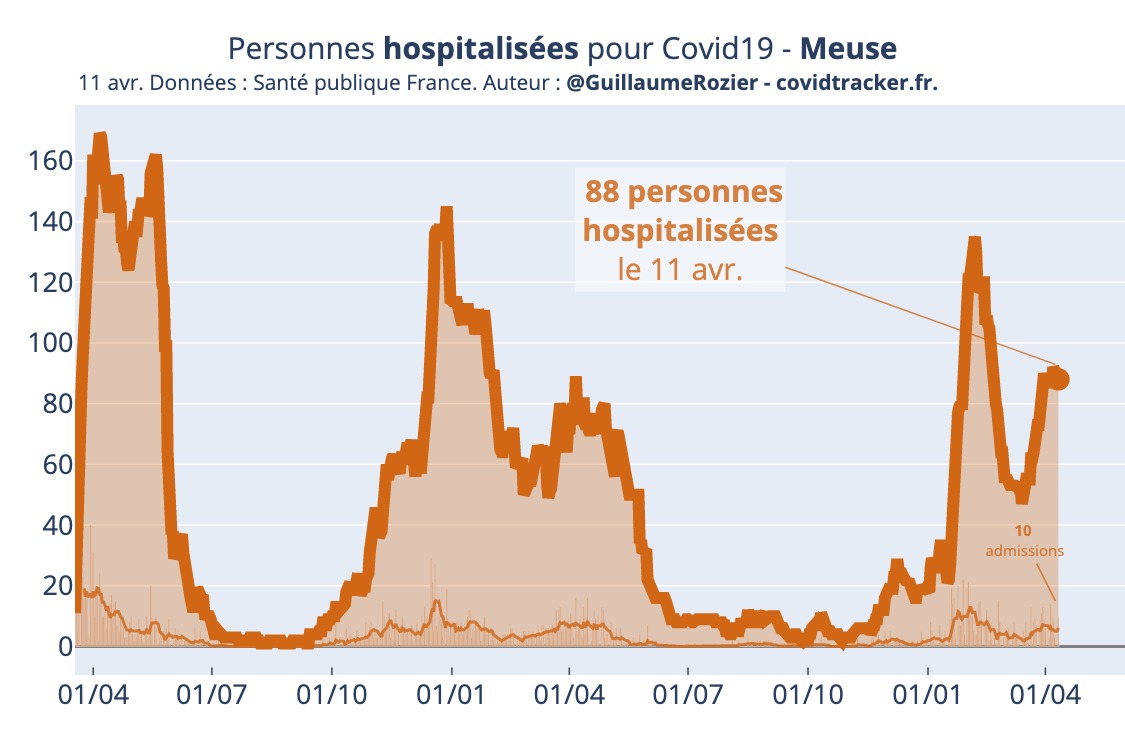 Personnes hospitalisées pour Covid19 - Meuse
11 avr. Données : Santé publique France. Auteur : @GuillaumeRozier - covidtracker.fr.
160
140
120
100
80
60
40
20
0
88 personnes
hospitalisées
le 11 avr.
10
admissions
01/04 01/07 01/10 01/01 01/04 01/07 01/10 01/01 01/04